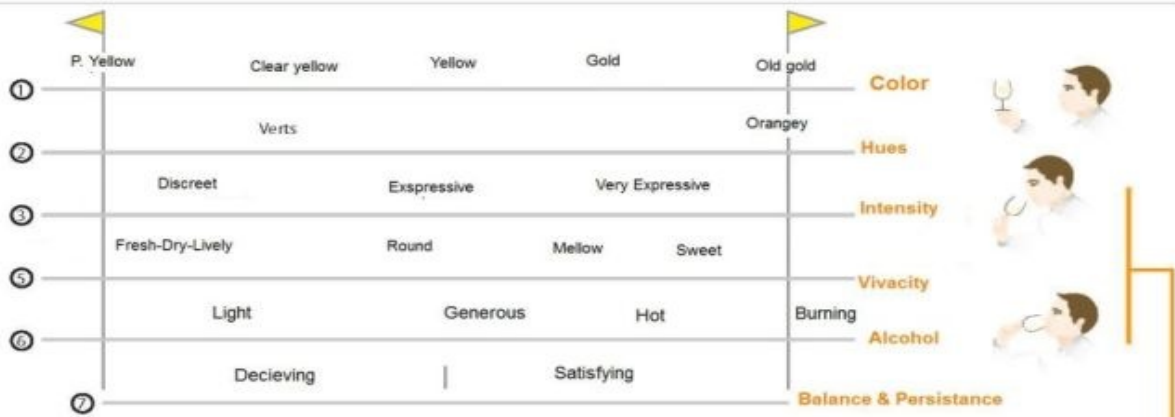 P. Yellow Clear yellow Yellow Gold Old gold
① Color
Verts Orangey
② Hues
Discreet Exspressive Very Expressive
③ Intensity
Fresh-Dry-Lively Round Mellow Sweet
⑤ Vivacity
Light Generous Hot Burning
⑥ Alcohol
Decieving | Satisfying
⑦ Balance & Persistance